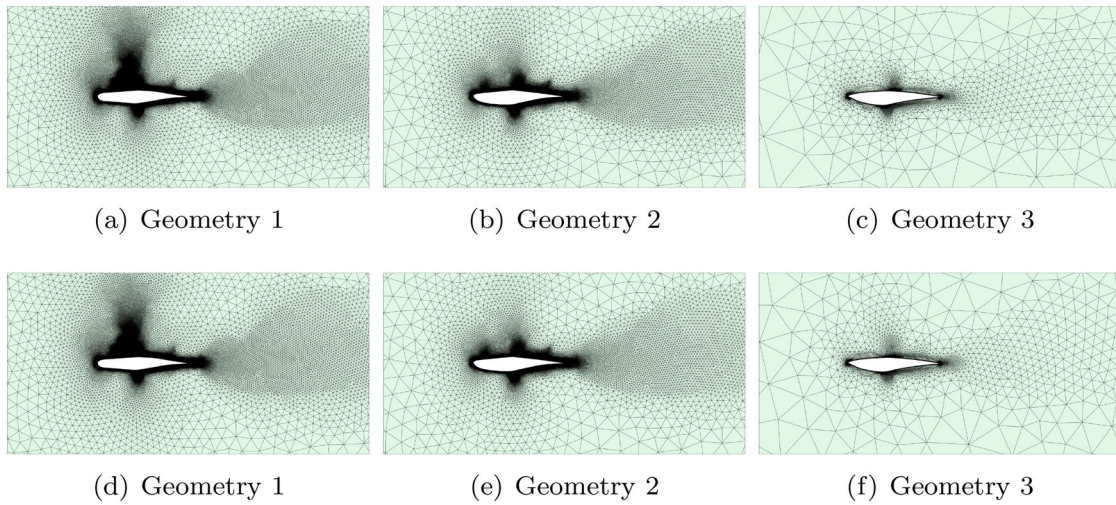 (a) Geometry 1
(b) Geometry 2
(c) Geometry 3
(d) Geometry 1
(e) Geometry 2
(f) Geometry 3